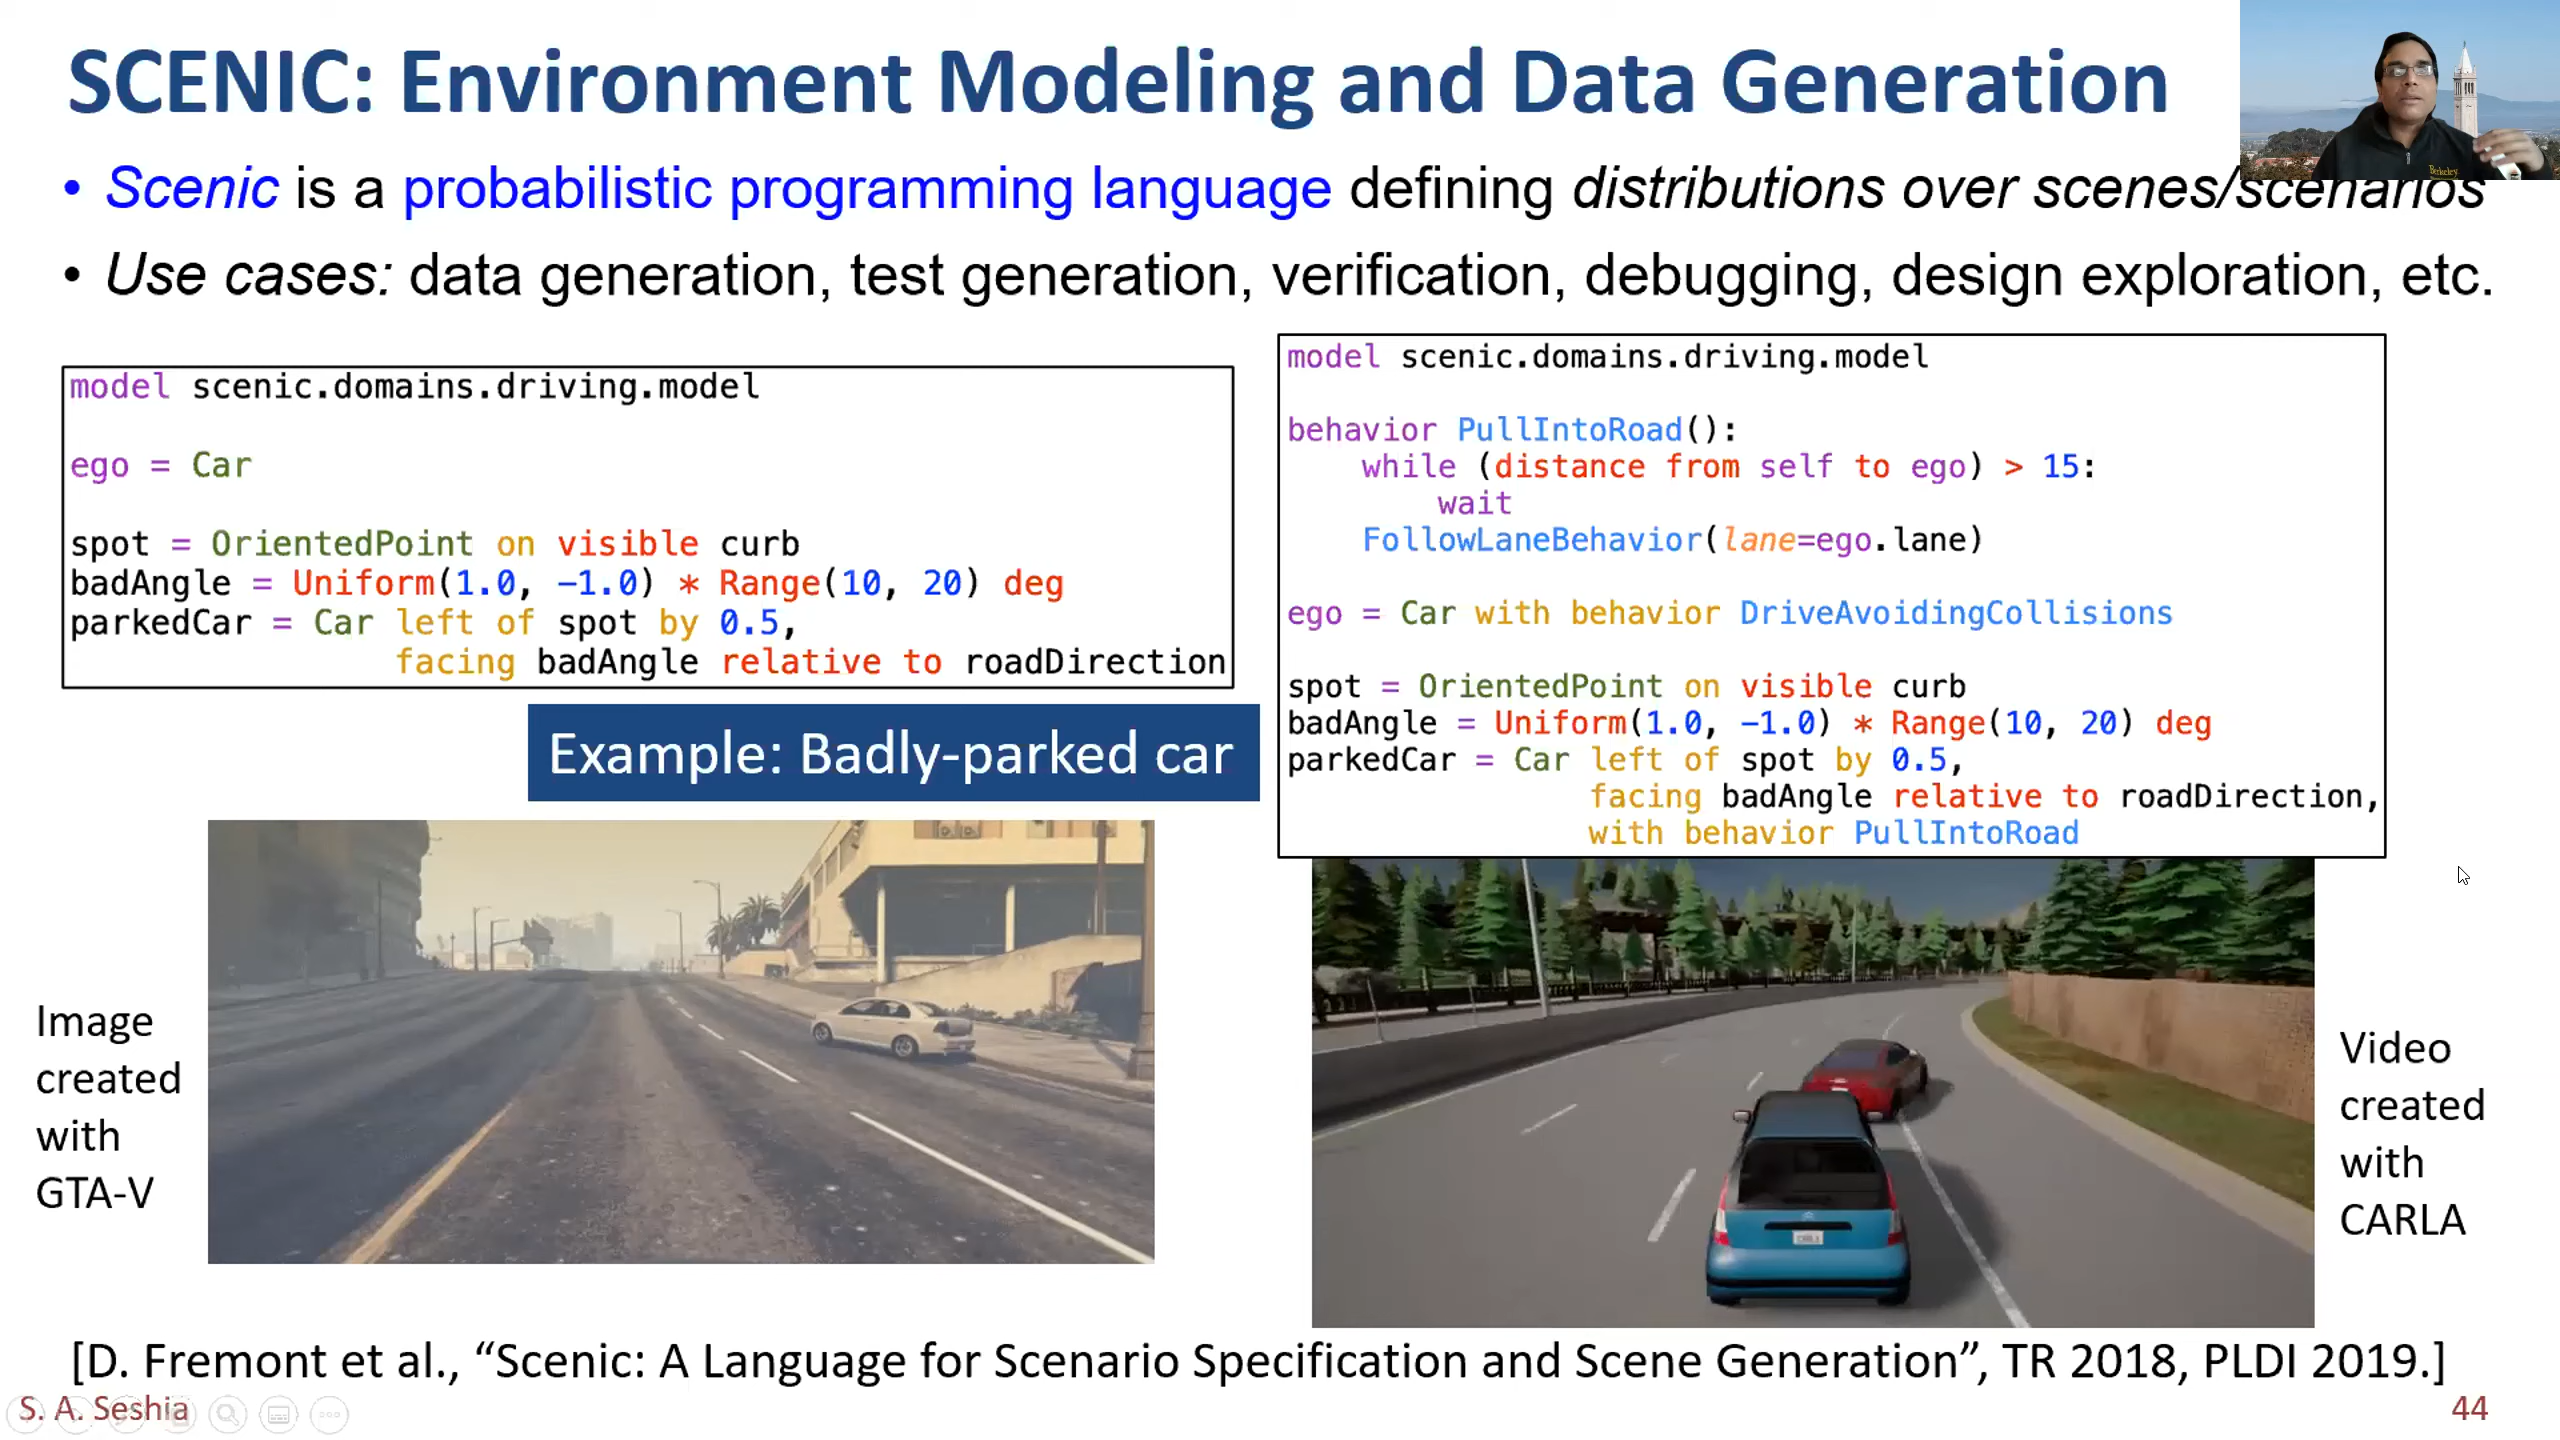 SCENIC: Environment Modeling and Data Generation
• Scenic is a probabilistic programming language defining distributions over scenes/scenarios
• Use cases: data generation, test generation, verification, debugging, design exploration, etc.
model scenic.domains.driving.model
ego = Car
spot = OrientedPoint on visible curb
badAngle = Uniform(1.0, -1.0) * Range(10, 20) deg
parkedCar = Car left of spot by 0.5,
facing badAngle relative to roadDirection
model scenic.domains.driving.model
behavior PullIntoRoad():
while (distance from self to ego) > 15:
wait
FollowLaneBehavior(lane=ego.lane)
ego = Car with behavior DriveAvoidingCollisions
spot = OrientedPoint on visible curb
badAngle = Uniform(1.0, -1.0) * Range(10, 20) deg
parkedCar = Car left of spot by 0.5,
facing badAngle relative to roadDirection,
with behavior PullIntoRoad
Example: Badly-parked car
Image
created
with
GTA-V
Video
created
with
CARLA
[D. Fremont et al., “Scenic: A Language for Scenario Specification and Scene Generation”, TR 2018, PLDI 2019.]
S. A. Seshia
44
Berkeley